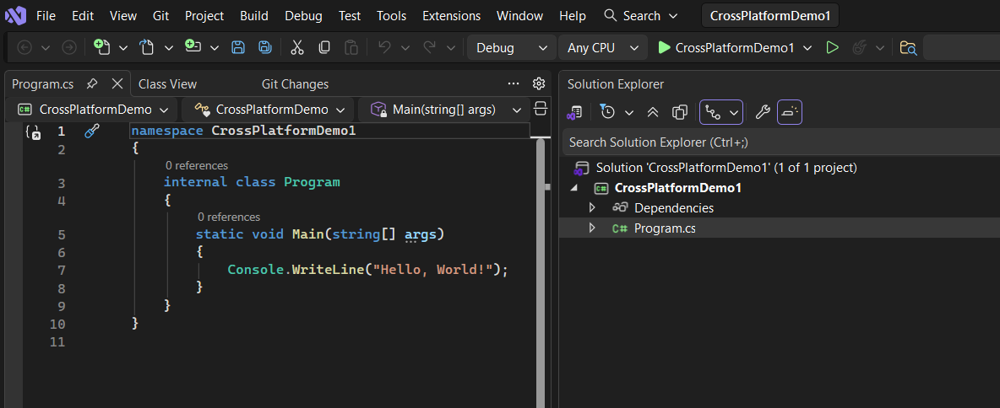 File Edit View Git Project Build Debug Test Tools Extensions Window Help Search CrossPlatformDemo1
Debug Any CPU CrossPlatformDemo1
Program.cs Class View Git Changes
CrossPlatformDemo CrossPlatformDemo Main(string[] args)
1 namespace CrossPlatformDemo1
2 {
0 references
3 internal class Program
4 {
0 references
5 static void Main(string[] args)
6 {
7 Console.WriteLine("Hello, World!");
8 }
9 }
10 }
11
Solution Explorer
Search Solution Explorer (Ctrl+;)
Solution 'CrossPlatformDemo1' (1 of 1 project)
C# CrossPlatformDemo1
Dependencies
C# Program.cs